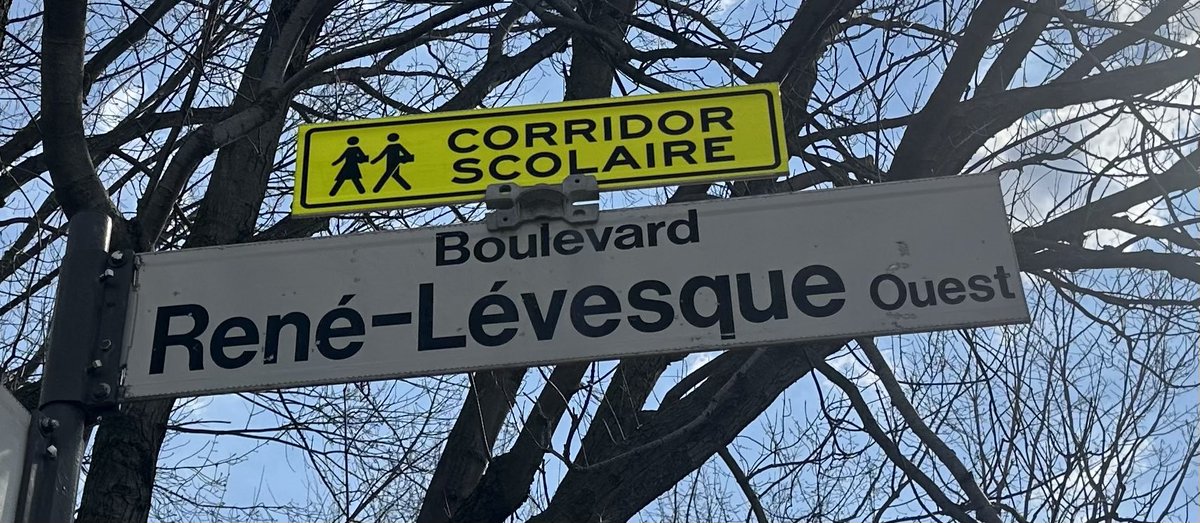 CORRIDOR
SCOLAIRE
Boulevard
René-Lévesque Ouest